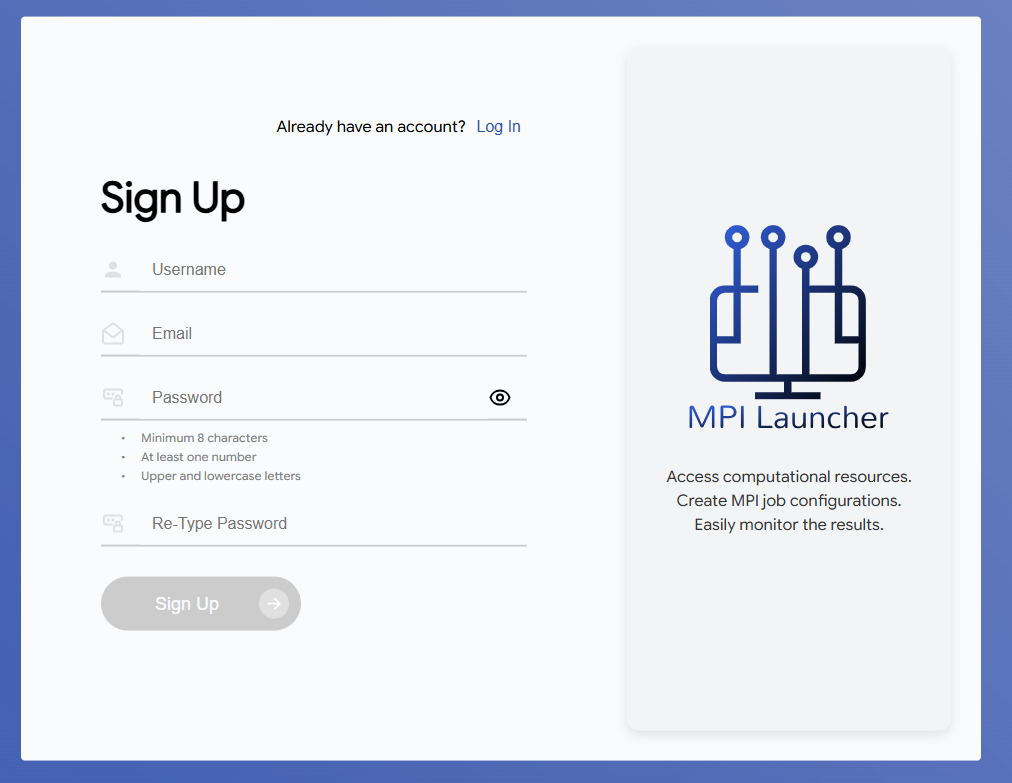 Already have an account? Log In
Sign Up
Username
Email
Password
• Minimum 8 characters
• At least one number
• Upper and lowercase letters
Re-Type Password
Sign Up
MPI Launcher
Access computational resources.
Create MPI job configurations.
Easily monitor the results.